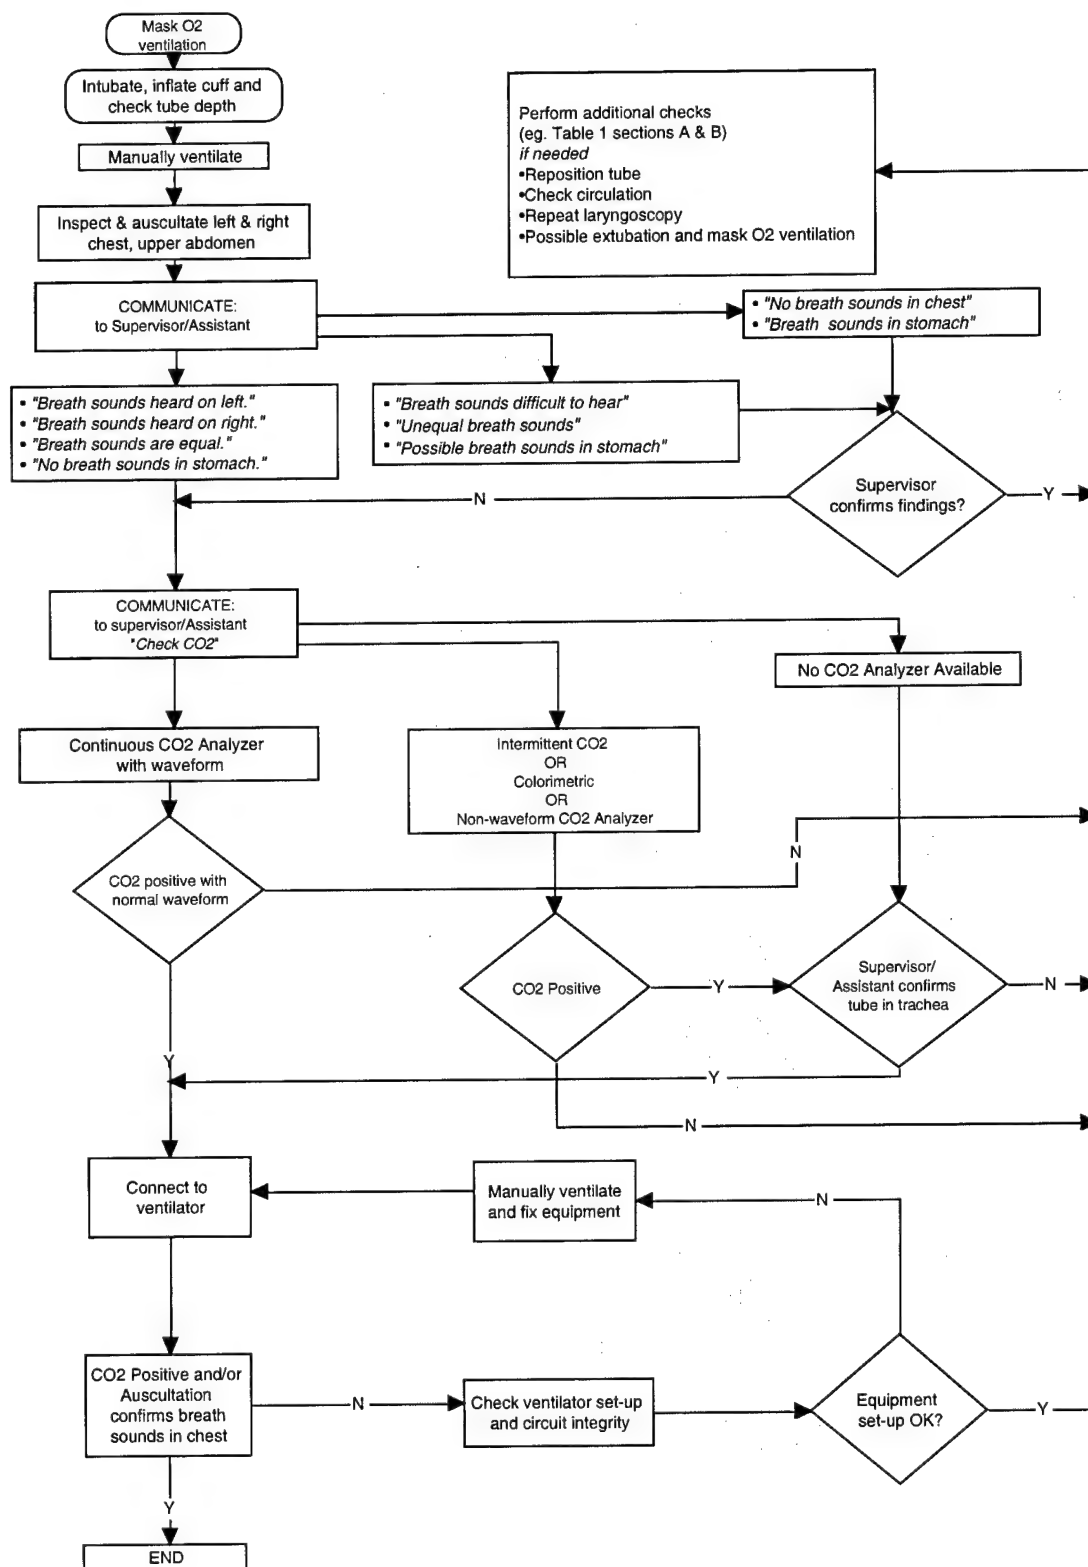 Mask O2
ventilation
Intubate, inflate cuff and
check tube depth
Manually ventilate
Inspect & auscultate left & right
chest, upper abdomen
Perform additional checks
(eg. Table 1 sections A & B)
if needed
•Reposition tube
•Check circulation
•Repeat laryngoscopy
•Possible extubation and mask O2 ventilation
COMMUNICATE:
to Supervisor/Assistant
• "No breath sounds in chest"
• "Breath sounds in stomach"
• "Breath sounds heard on left."
• "Breath sounds heard on right."
• "Breath sounds are equal."
• "No breath sounds in stomach."
• "Breath sounds difficult to hear"
• "Unequal breath sounds"
• "Possible breath sounds in stomach"
Supervisor
confirms findings?
N
Y
COMMUNICATE:
to supervisor/Assistant
"Check CO2"
No CO2 Analyzer Available
Continuous CO2 Analyzer
with waveform
Intermittent CO2
OR
Colorimetric
OR
Non-waveform CO2 Analyzer
N
CO2 positive with
normal waveform
CO2 Positive
Y
Supervisor/
Assistant confirms
tube in trachea
N
Y
Y
N
Connect to
ventilator
Manually ventilate
and fix equipment
N
CO2 Positive and/or
Auscultation
confirms breath
sounds in chest
N
Check ventilator set-up
and circuit integrity
Equipment
set-up OK?
Y
Y
END